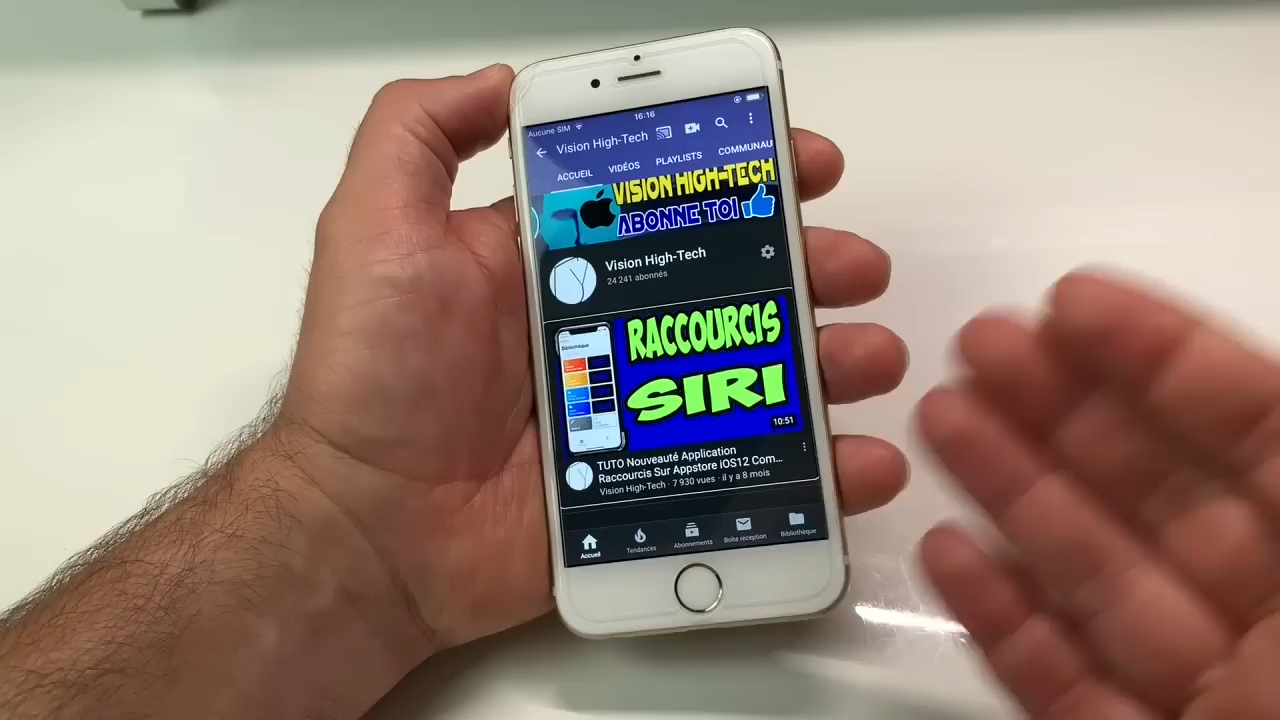 Aucune SIM
16:16
Vision High-Tech
ACCUEIL VIDÉOS PLAYLISTS COMMUNAU
VISION HIGH-TECH
ABONNE TOI
Vision High-Tech
24 241 abonnés
Bibliothèque
RACCOURCIS
SIRI
10:51
TUTO Nouveauté Application
Raccourcis Sur Appstore iOS12 Com...
Vision High-Tech · 7 930 vues · il y a 8 mois
Accueil Tendances Abonnements Boîte réception Bibliothèque